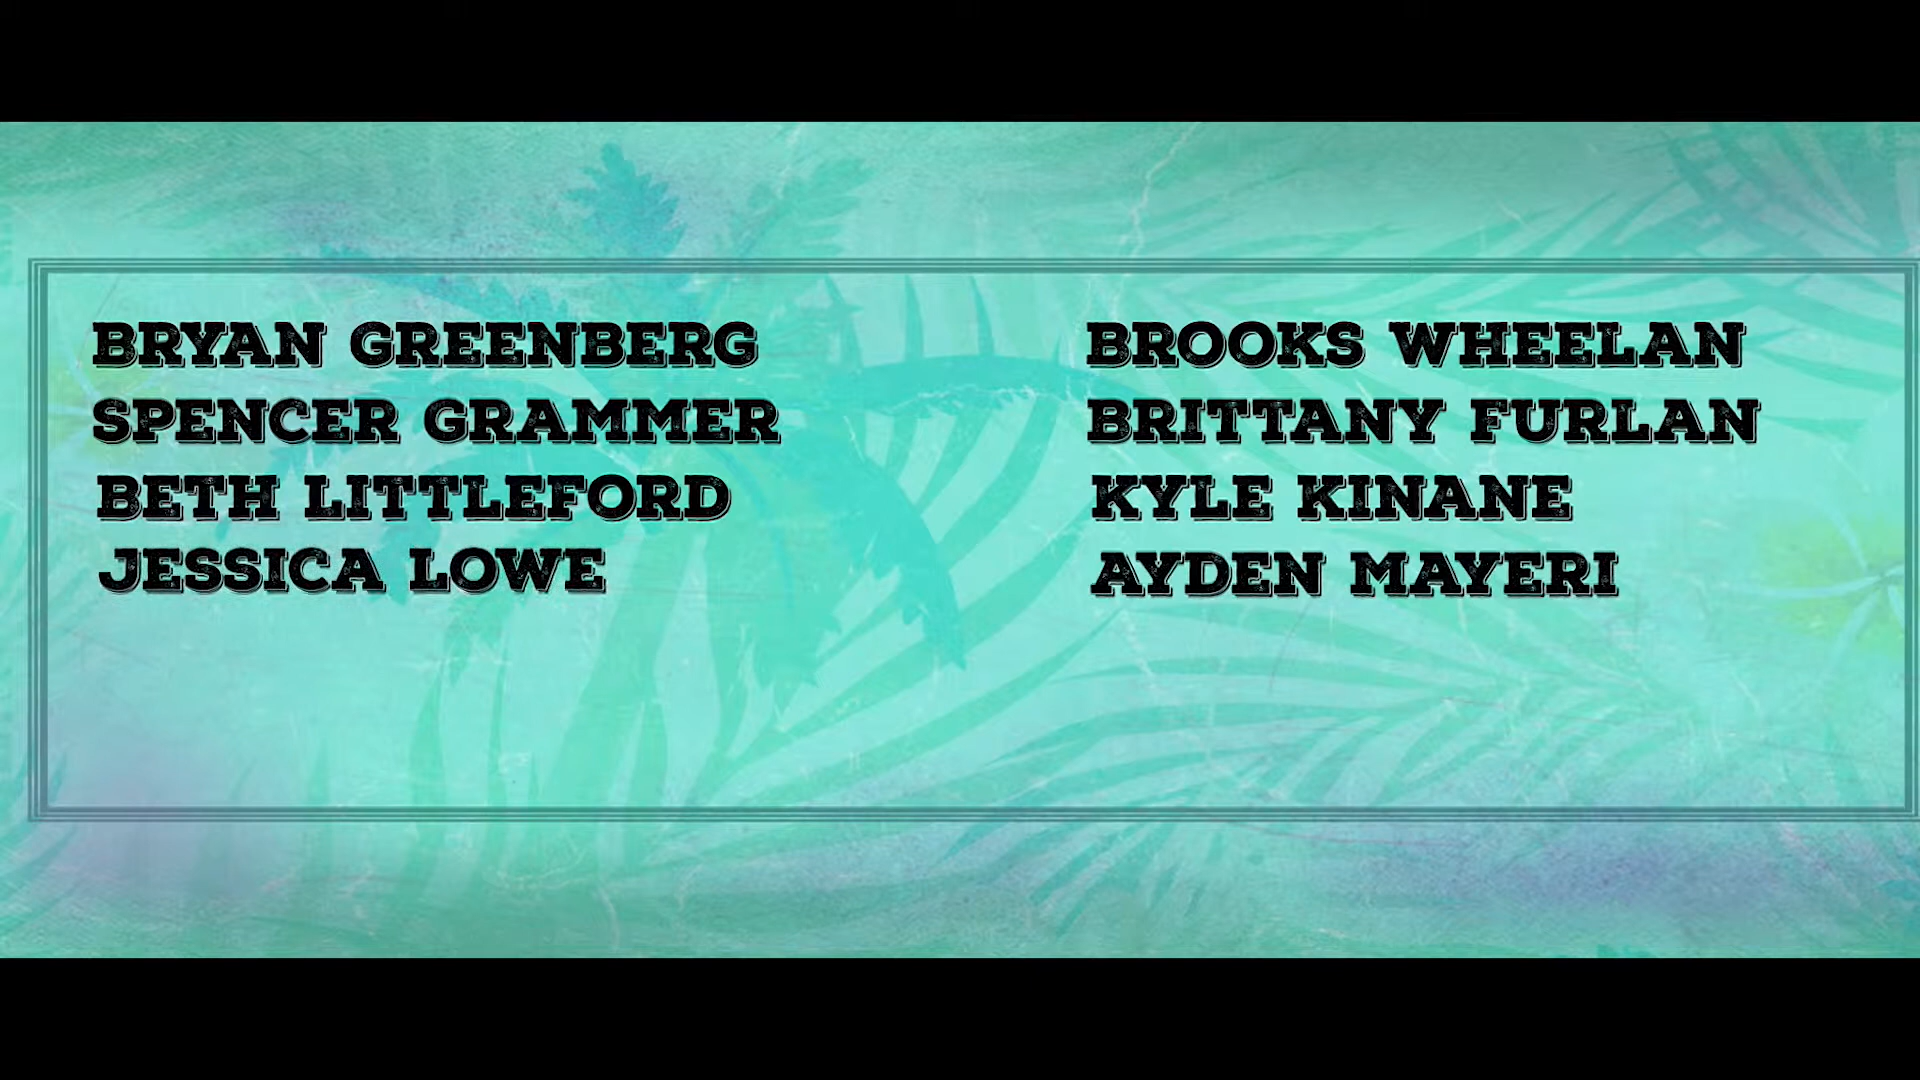 BRYAN GREENBERG
SPENCER GRAMMER
BETH LITTLEFORD
JESSICA LOWE
BROOKS WHEELAN
BRITTANY FURLAN
KYLE KINANE
AYDEN MAYERI